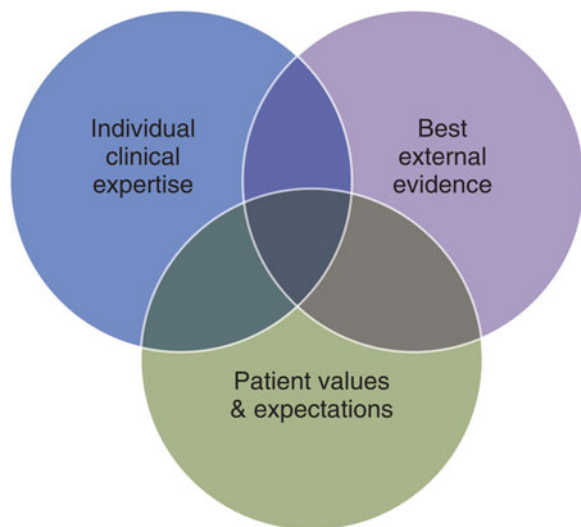 Individual
clinical
expertise
Best
external
evidence
Patient values
& expectations